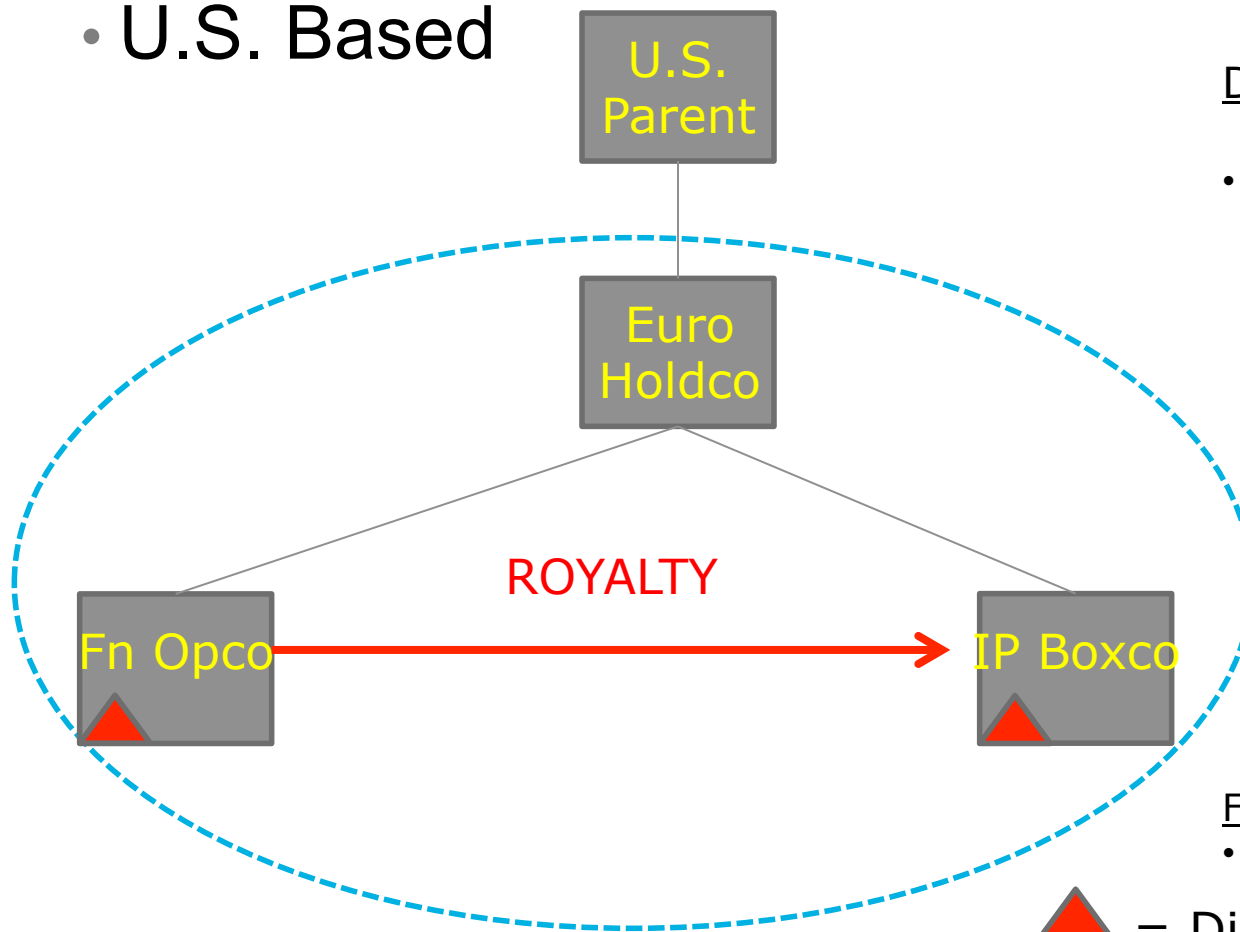 • U.S. Based
U.S.
Parent
•
Euro
Holdco
ROYALTY
Fn Opco
IP Boxco
•
=